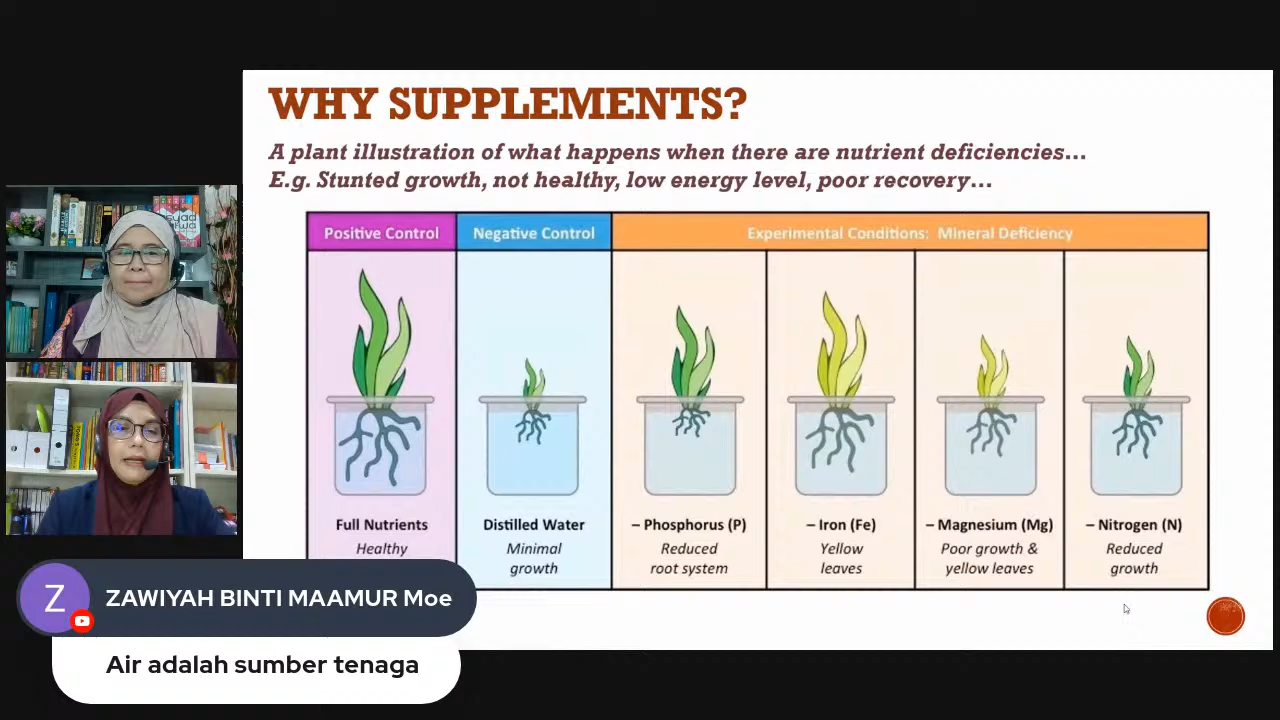 WHY SUPPLEMENTS?
A plant illustration of what happens when there are nutrient deficiencies...
E.g. Stunted growth, not healthy, low energy level, poor recovery...
Positive Control
Negative Control
Experimental Conditions: Mineral Deficiency
Full Nutrients
Healthy
Distilled Water
Minimal
growth
– Phosphorus (P)
Reduced
root system
– Iron (Fe)
Yellow
leaves
– Magnesium (Mg)
Poor growth &
yellow leaves
– Nitrogen (N)
Reduced
growth
Z
ZAWIYAH BINTI MAAMUR Moe
Air adalah sumber tenaga